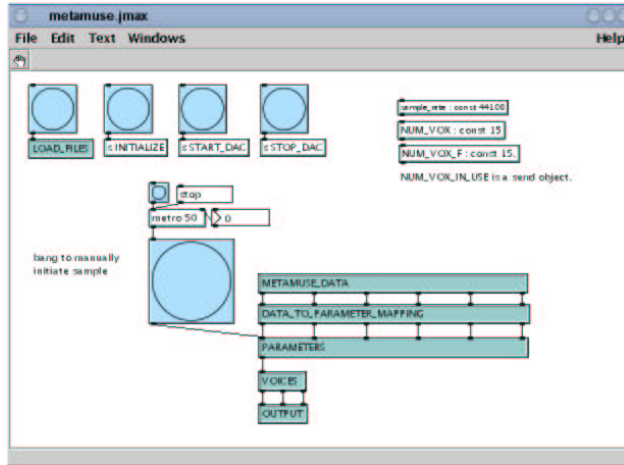 metamuse.jmax
File Edit Text Windows Help
LOAD_FILES
s INITIALIZE
s START_DAC
s STOP_DAC
sample_rate : const 44100
NUM_VOX : const 15
NUM_VOX_F : const 15.
NUM_VOX_IN_USE is a send object.
stop
metro 50
0
bang to manually
initiate sample
METAMUSE_DATA
DATA_TO_PARAMETER_MAPPING
PARAMETERS
VOICES
OUTPUT